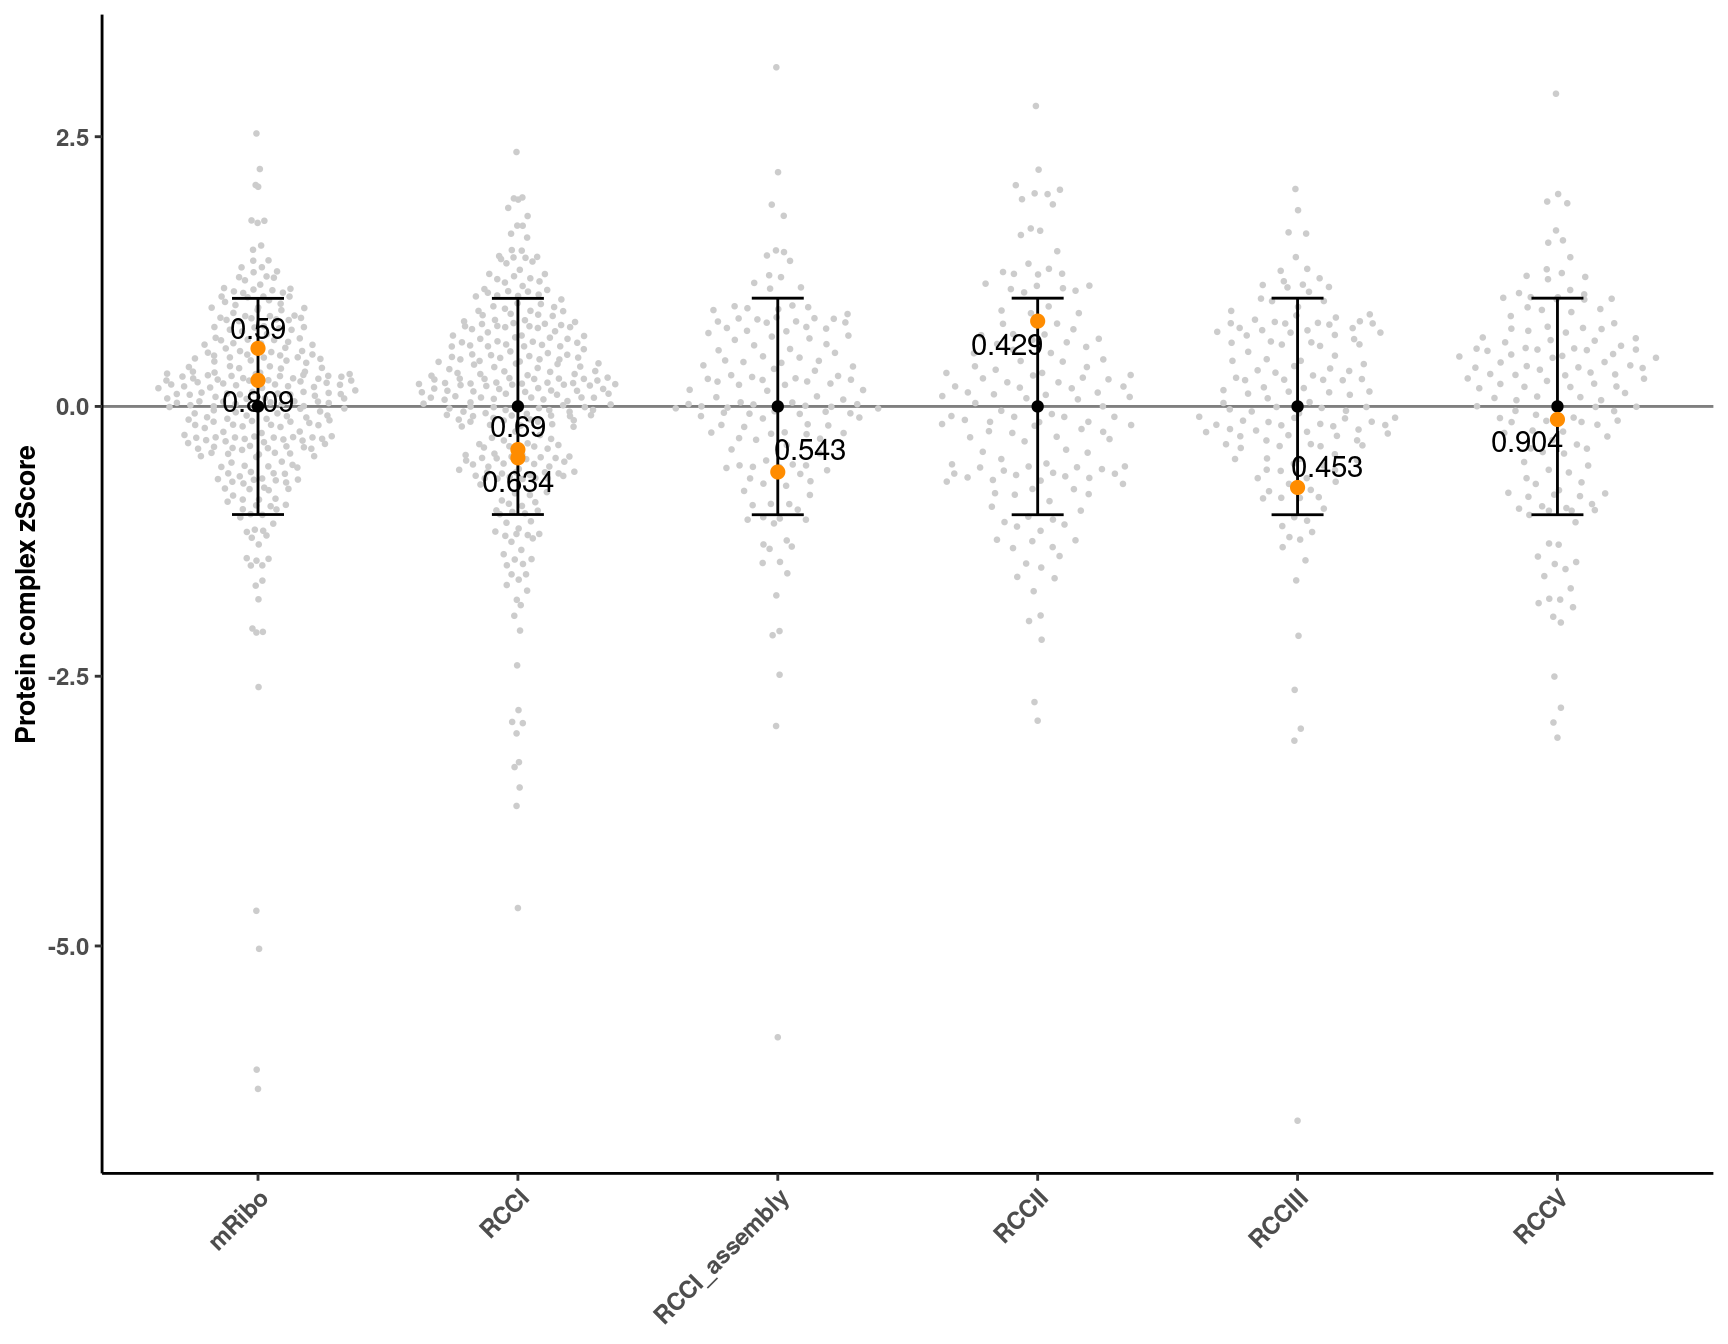 Protein complex zScore
2.5
0.0
-2.5
-5.0
0.59
0.809
0.69
0.634
0.543
0.429
0.453
0.904
mRibo
RCCI
RCCI_assembly
RCCII
RCCIII
RCCV